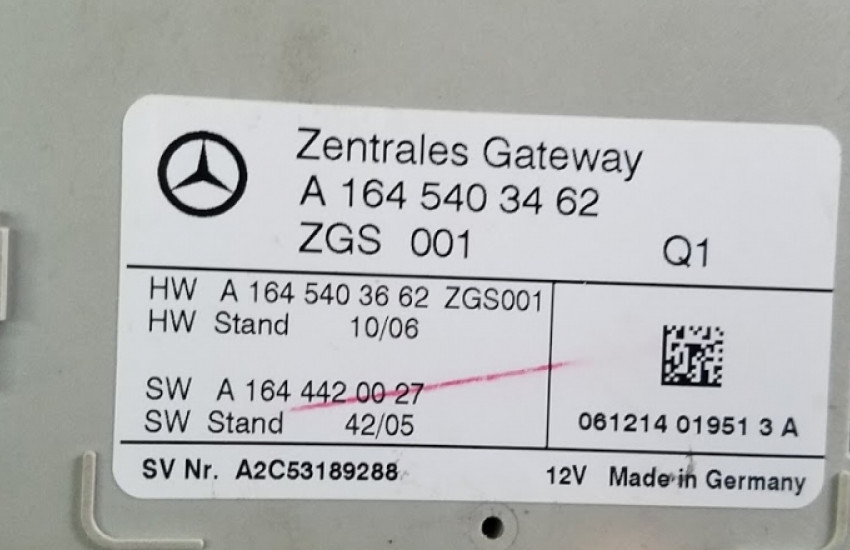 Zentrales Gateway
A 164 540 34 62
ZGS 001 Q1
HW A 164 540 36 62 ZGS001
HW Stand 10/06
SW A 164 442 00 27
SW Stand 42/05
061214 01951 3 A
SV Nr. A2C53189288
12V Made in Germany